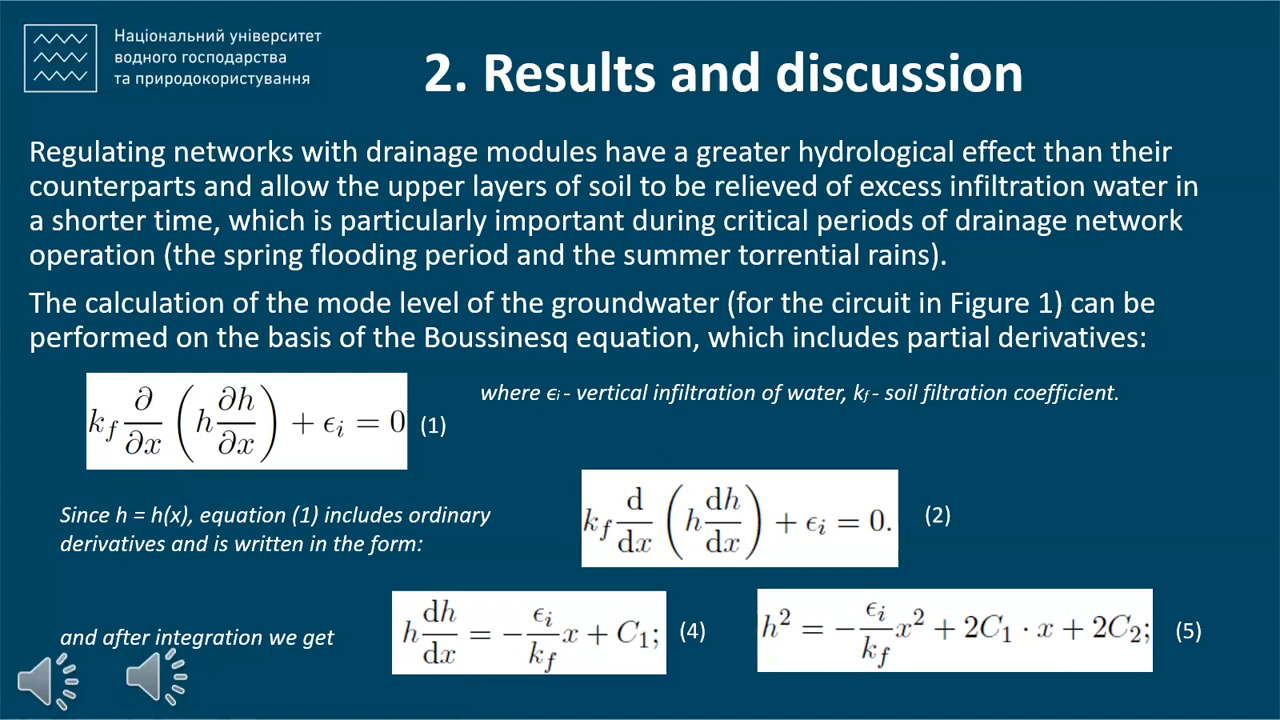 Національний університет
водного господарства
та природокористування
2. Results and discussion
Regulating networks with drainage modules have a greater hydrological effect than their
counterparts and allow the upper layers of soil to be relieved of excess infiltration water in
a shorter time, which is particularly important during critical periods of drainage network
operation (the spring flooding period and the summer torrential rains).
The calculation of the mode level of the groundwater (for the circuit in Figure 1) can be
performed on the basis of the Boussinesq equation, which includes partial derivatives:
k_f ∂/∂x (h ∂h/∂x) + ϵ_i = 0 (1)
where ϵi - vertical infiltration of water, kf - soil filtration coefficient.
Since h = h(x), equation (1) includes ordinary
derivatives and is written in the form:
k_f d/dx (h dh/dx) + ϵ_i = 0. (2)
and after integration we get
h dh/dx = −ϵ_i/k_f x + C_1; (4)
h² = −ϵ_i/k_f x² + 2C_1 · x + 2C_2; (5)